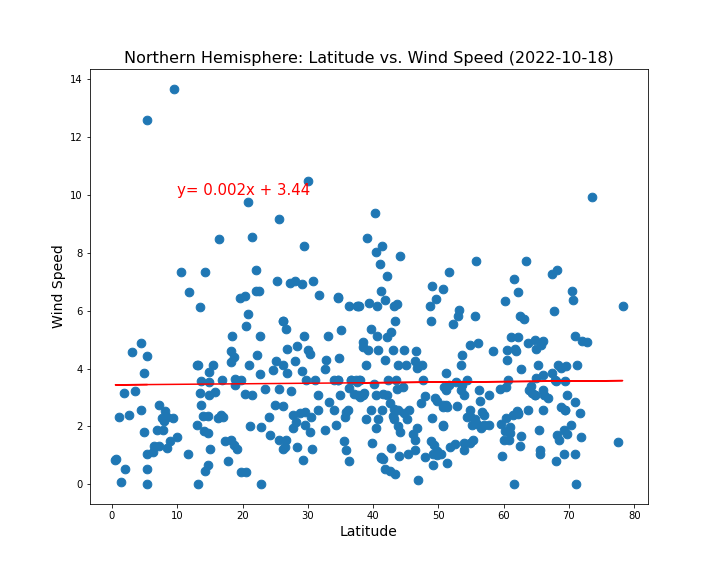 Northern Hemisphere: Latitude vs. Wind Speed (2022-10-18)
14
12
10
8
6
4
2
0
Wind Speed
y= 0.002x + 3.44
0 10 20 30 40 50 60 70 80
Latitude